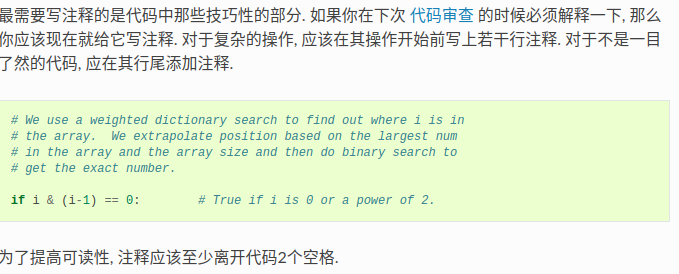 最需要写注释的是代码中那些技巧性的部分. 如果你在下次 代码审查 的时候必须解释一下, 那么
你应该现在就给它写注释. 对于复杂的操作, 应该在其操作开始前写上若干行注释. 对于不是一目
了然的代码, 应在其行尾添加注释.
# We use a weighted dictionary search to find out where i is in
# the array.  We extrapolate position based on the largest num
# in the array and the array size and then do binary search to
# get the exact number.
if i & (i-1) == 0:        # True if i is 0 or a power of 2.
为了提高可读性, 注释应该至少离开代码2个空格.